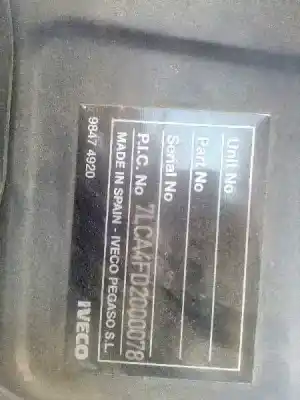 Unit No
Part No
Serial No
P.I.C. No 7LCA4FD2000078
MADE IN SPAIN - IVECO PEGASO S.L.
9847 4920
IVECO